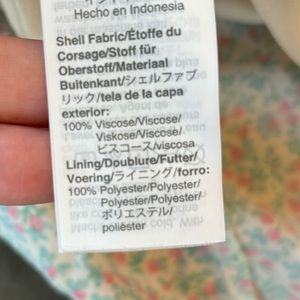 Hecho en Indonesia
Shell Fabric/Étoffe du
Corsage/Stoff für
Oberstoff/Materiaal
Buitenkant/シェルファブ
リック/tela de la capa
exterior:
100% Viscose/Viscose/
Viskose/Viscose/
ビスコース/viscosa
Lining/Doublure/Futter/
Voering/ライニング/forro:
100% Polyester/Polyester/
Polyester/Polyester/
ポリエステル/
poliéster